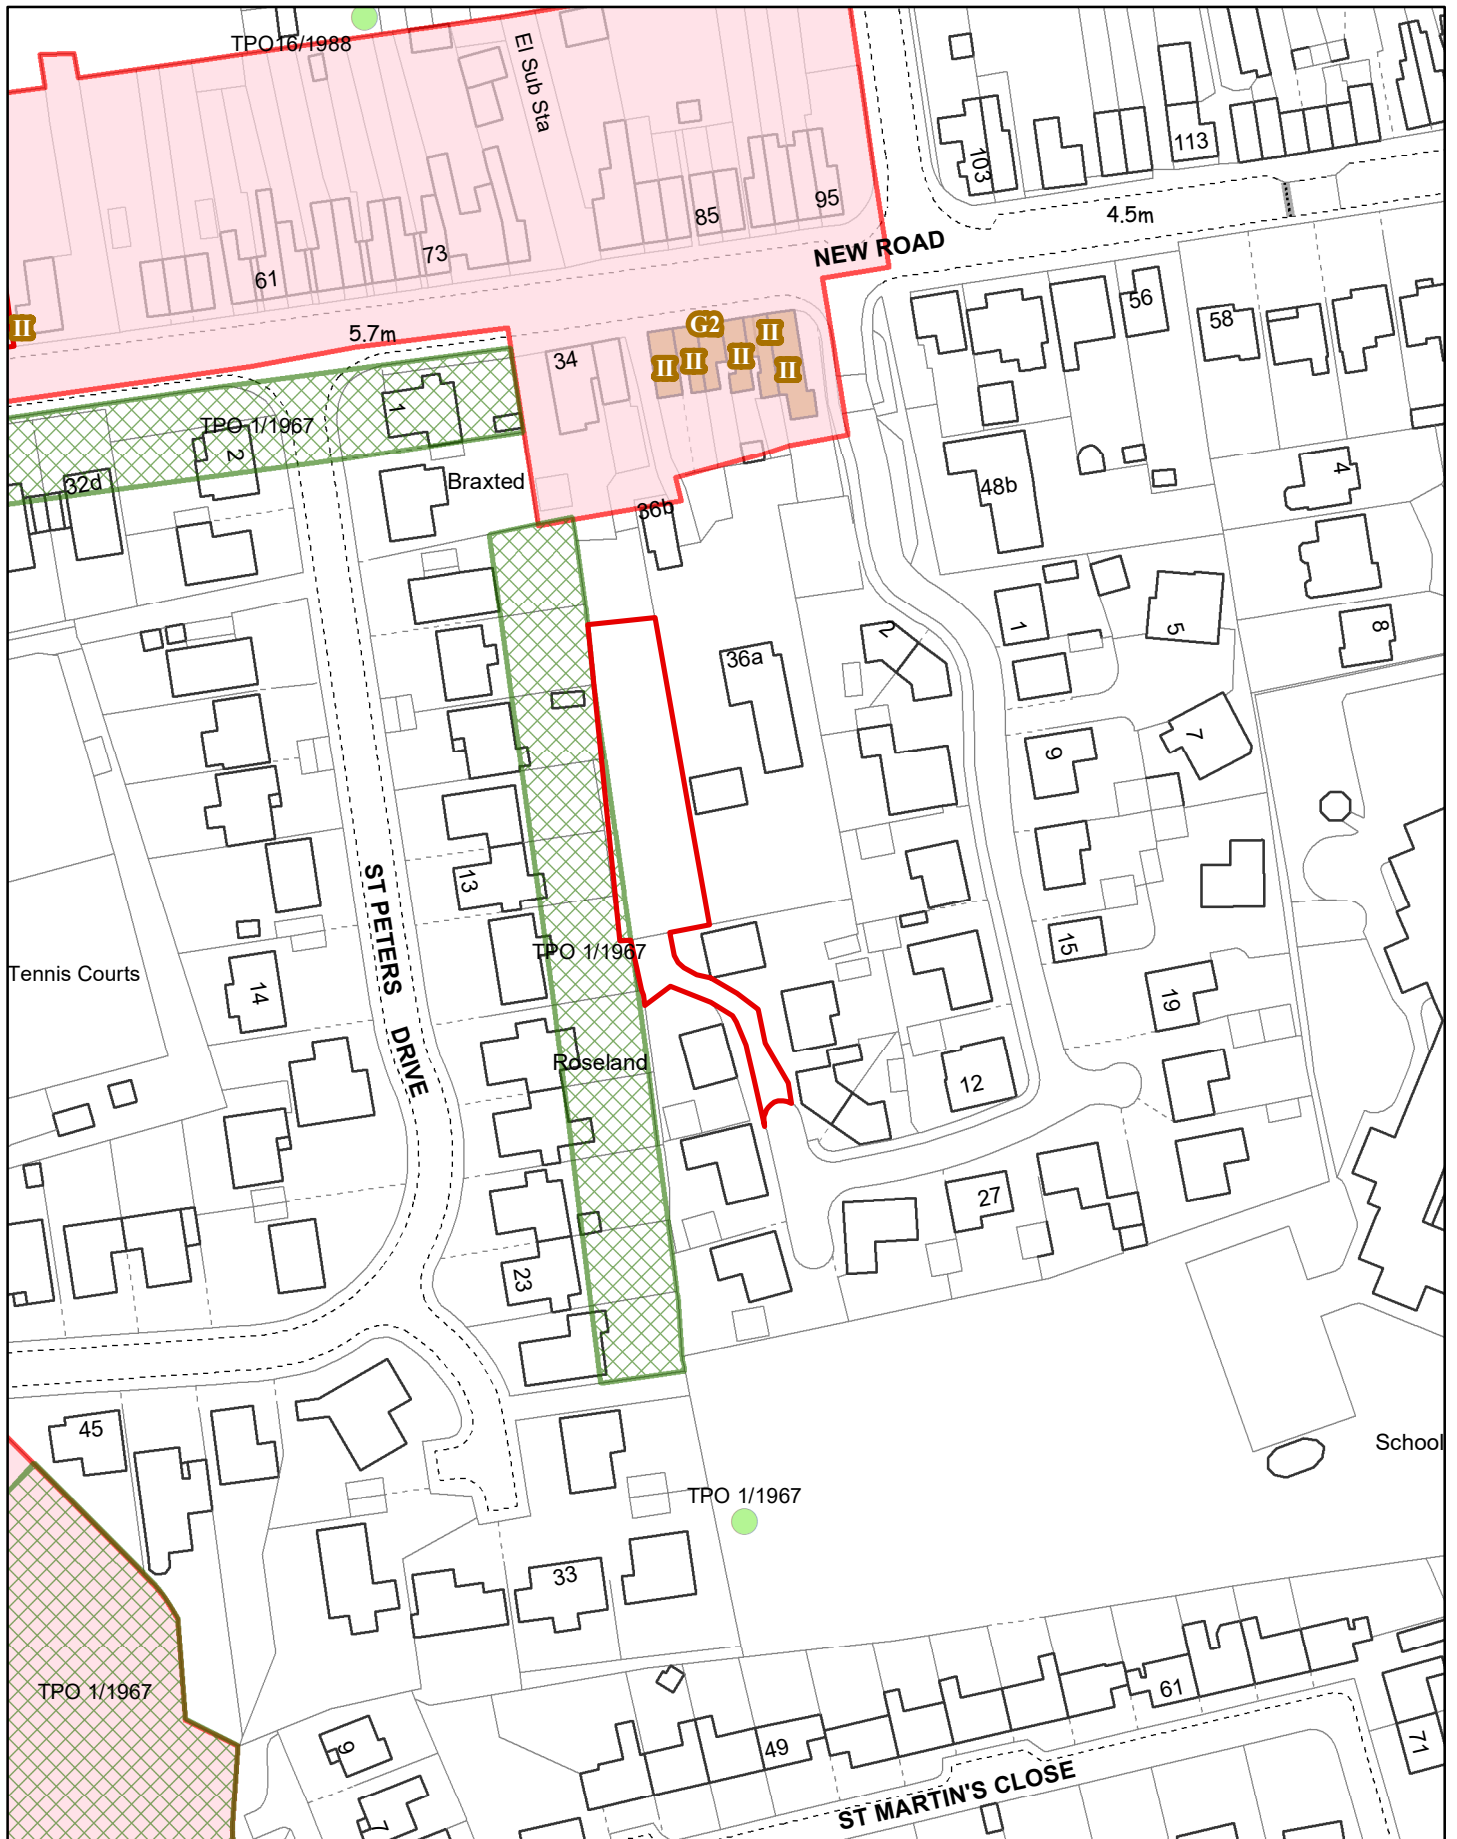 TPO16/1988
El Sub Sta
103
113
95
85
4.5m
73
NEW ROAD
61
56
58
II
5.7m
G2
II
34
II
II
II
II
1
TPO 1/1967
2
4
32d
Braxted
48b
36b
1
5
8
2
36a
7
9
13
ST PETERS DRIVE
15
TPO 1/1967
Tennis Courts
14
19
Roseland
12
27
23
45
School
TPO 1/1967
33
TPO 1/1967
61
49
9
71
ST MARTIN'S CLOSE
7